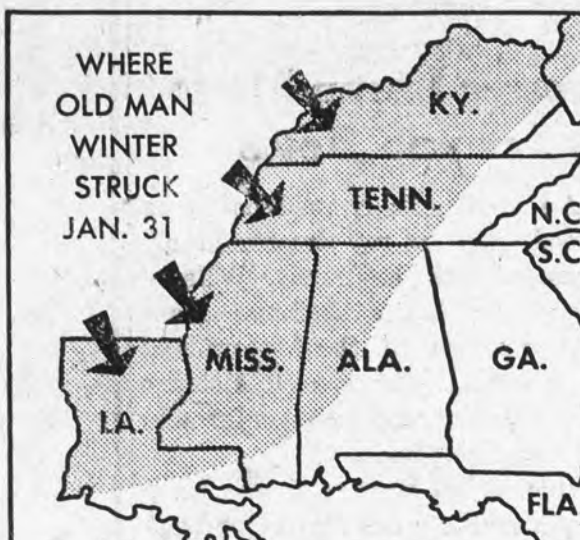 WHERE
OLD MAN
WINTER
STRUCK
JAN. 31
KY.
TENN.
N.C
S.C
MISS.
ALA.
GA.
LA.
FLA